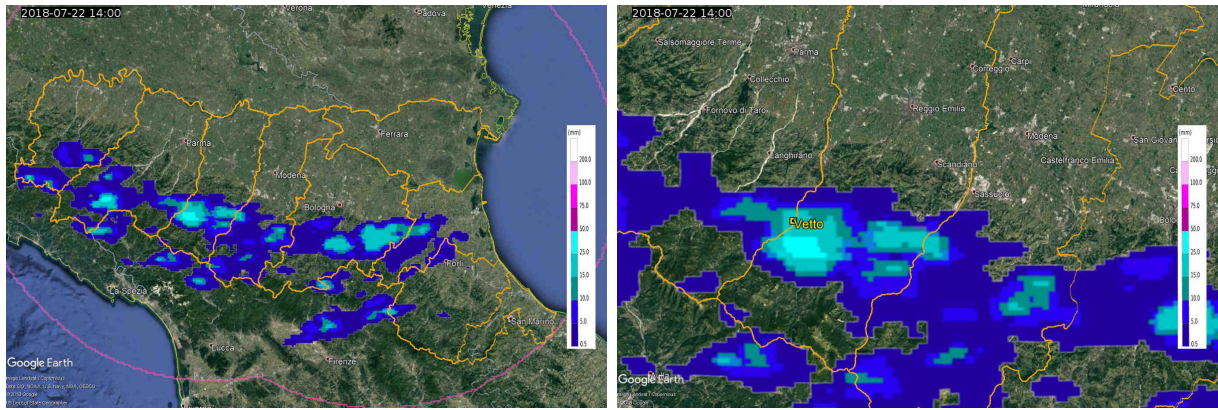 2018-07-22 14:00
Verona
Padova
Venezia
Ferrara
Parma
Modena
Bologna
Forlì
La Spezia
San Marino
Lucca
Firenze
Google Earth
(mm)
200.0
100.0
75.0
50.0
25.0
15.0
10.0
5.0
0.5
2018-07-22 14:00
Salsomaggiore Terme
Parma
Collecchio
Correggio
Carpi
Cento
Fornovo di Taro
Reggio Emilia
Modena
San Giovanni
Langhirano
Scandiano
Castelfranco Emilia
Sassuolo
Vetto
Google Earth
(mm)
200.0
100.0
75.0
50.0
25.0
15.0
10.0
5.0
0.5